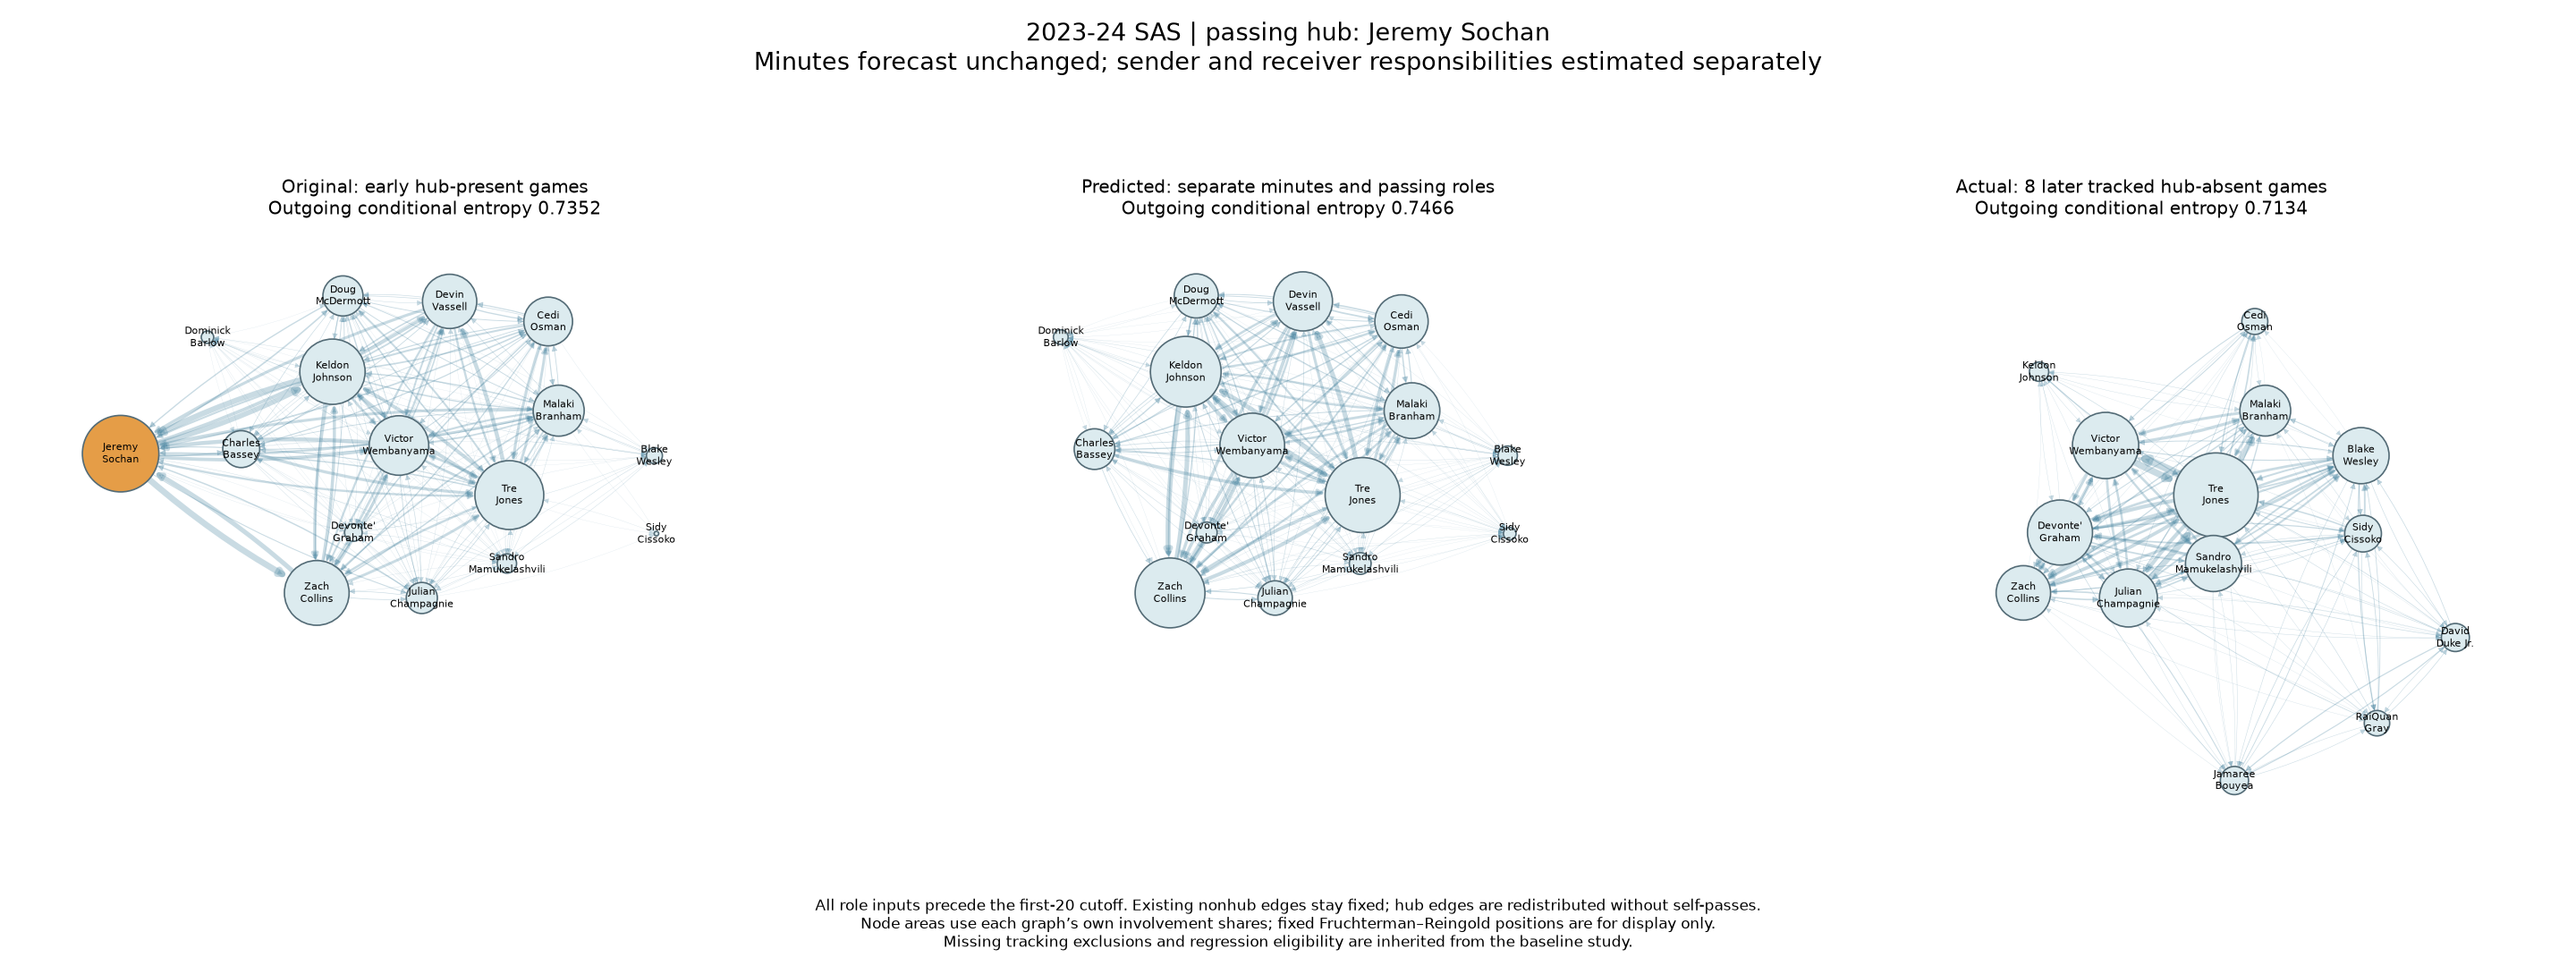 2023-24 SAS | passing hub: Jeremy Sochan
Minutes forecast unchanged; sender and receiver responsibilities estimated separately
Original: early hub-present games
Outgoing conditional entropy 0.7352
Doug
McDermott
Devin
Vassell
Cedi
Osman
Dominick
Barlow
Keldon
Johnson
Malaki
Branham
Jeremy
Sochan
Charles
Bassey
Victor
Wembanyama
Blake
Wesley
Tre
Jones
Devonte'
Graham
Sidy
Cissoko
Sandro
Mamukelashvili
Zach
Collins
Julian
Champagnie
Predicted: separate minutes and passing roles
Outgoing conditional entropy 0.7466
Doug
McDermott
Devin
Vassell
Cedi
Osman
Dominick
Barlow
Keldon
Johnson
Malaki
Branham
Charles
Bassey
Victor
Wembanyama
Blake
Wesley
Tre
Jones
Devonte'
Graham
Sidy
Cissoko
Sandro
Mamukelashvili
Zach
Collins
Julian
Champagnie
Actual: 8 later tracked hub-absent games
Outgoing conditional entropy 0.7134
Cedi
Osman
Keldon
Johnson
Malaki
Branham
Victor
Wembanyama
Blake
Wesley
Tre
Jones
Devonte'
Graham
Sidy
Cissoko
Sandro
Mamukelashvili
Zach
Collins
Julian
Champagnie
David
Duke Jr.
RaiQuan
Gray
Jamaree
Bouyea
All role inputs precede the first-20 cutoff. Existing nonhub edges stay fixed; hub edges are redistributed without self-passes.
Node areas use each graph’s own involvement shares; fixed Fruchterman–Reingold positions are for display only.
Missing tracking exclusions and regression eligibility are inherited from the baseline study.